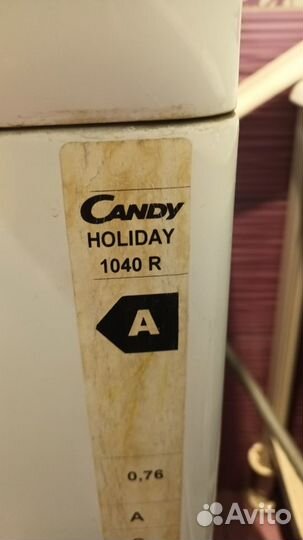 CANDY
HOLIDAY
1040 R
A
0,76
A
Avito